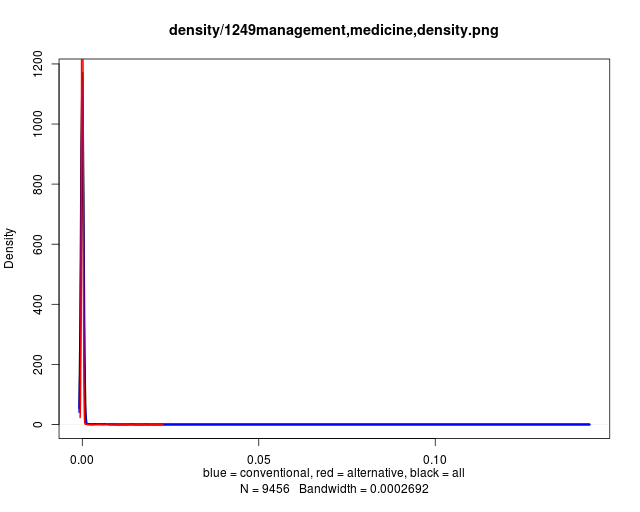 density/1249management,medicine,density.png
1200
1000
800
600
400
200
0
Density
0.00 0.05 0.10
blue = conventional, red = alternative, black = all
N = 9456 Bandwidth = 0.0002692